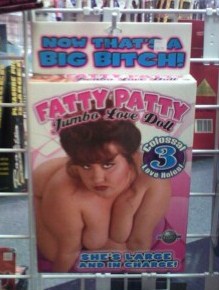 NOW THAT'S A
BIG BITCH!
FATTY PATTY
Jumbo Love Doll
Colossal
3
Love Holes!
SHE'S LARGE
AND IN CHARGE!